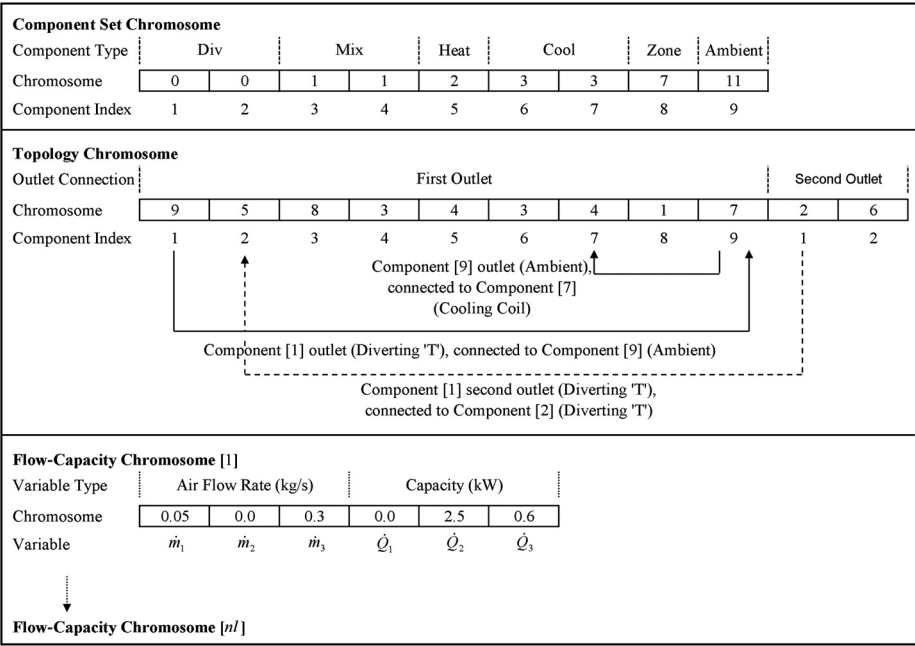 Component Set Chromosome
Component Type Div Mix Heat Cool Zone Ambient
Chromosome 0 0 1 1 2 3 3 7 11
Component Index 1 2 3 4 5 6 7 8 9
Topology Chromosome
Outlet Connection First Outlet Second Outlet
Chromosome 9 5 8 3 4 3 4 1 7 2 6
Component Index 1 2 3 4 5 6 7 8 9 1 2
Component [9] outlet (Ambient),
connected to Component [7]
(Cooling Coil)
Component [1] outlet (Diverting 'T'), connected to Component [9] (Ambient)
Component [1] second outlet (Diverting 'T'),
connected to Component [2] (Diverting 'T')
Flow-Capacity Chromosome [1]
Variable Type Air Flow Rate (kg/s) Capacity (kW)
Chromosome 0.05 0.0 0.3 0.0 2.5 0.6
Variable ṁ₁ ṁ₂ ṁ₃ Q̇₁ Q̇₂ Q̇₃
Flow-Capacity Chromosome [nl]